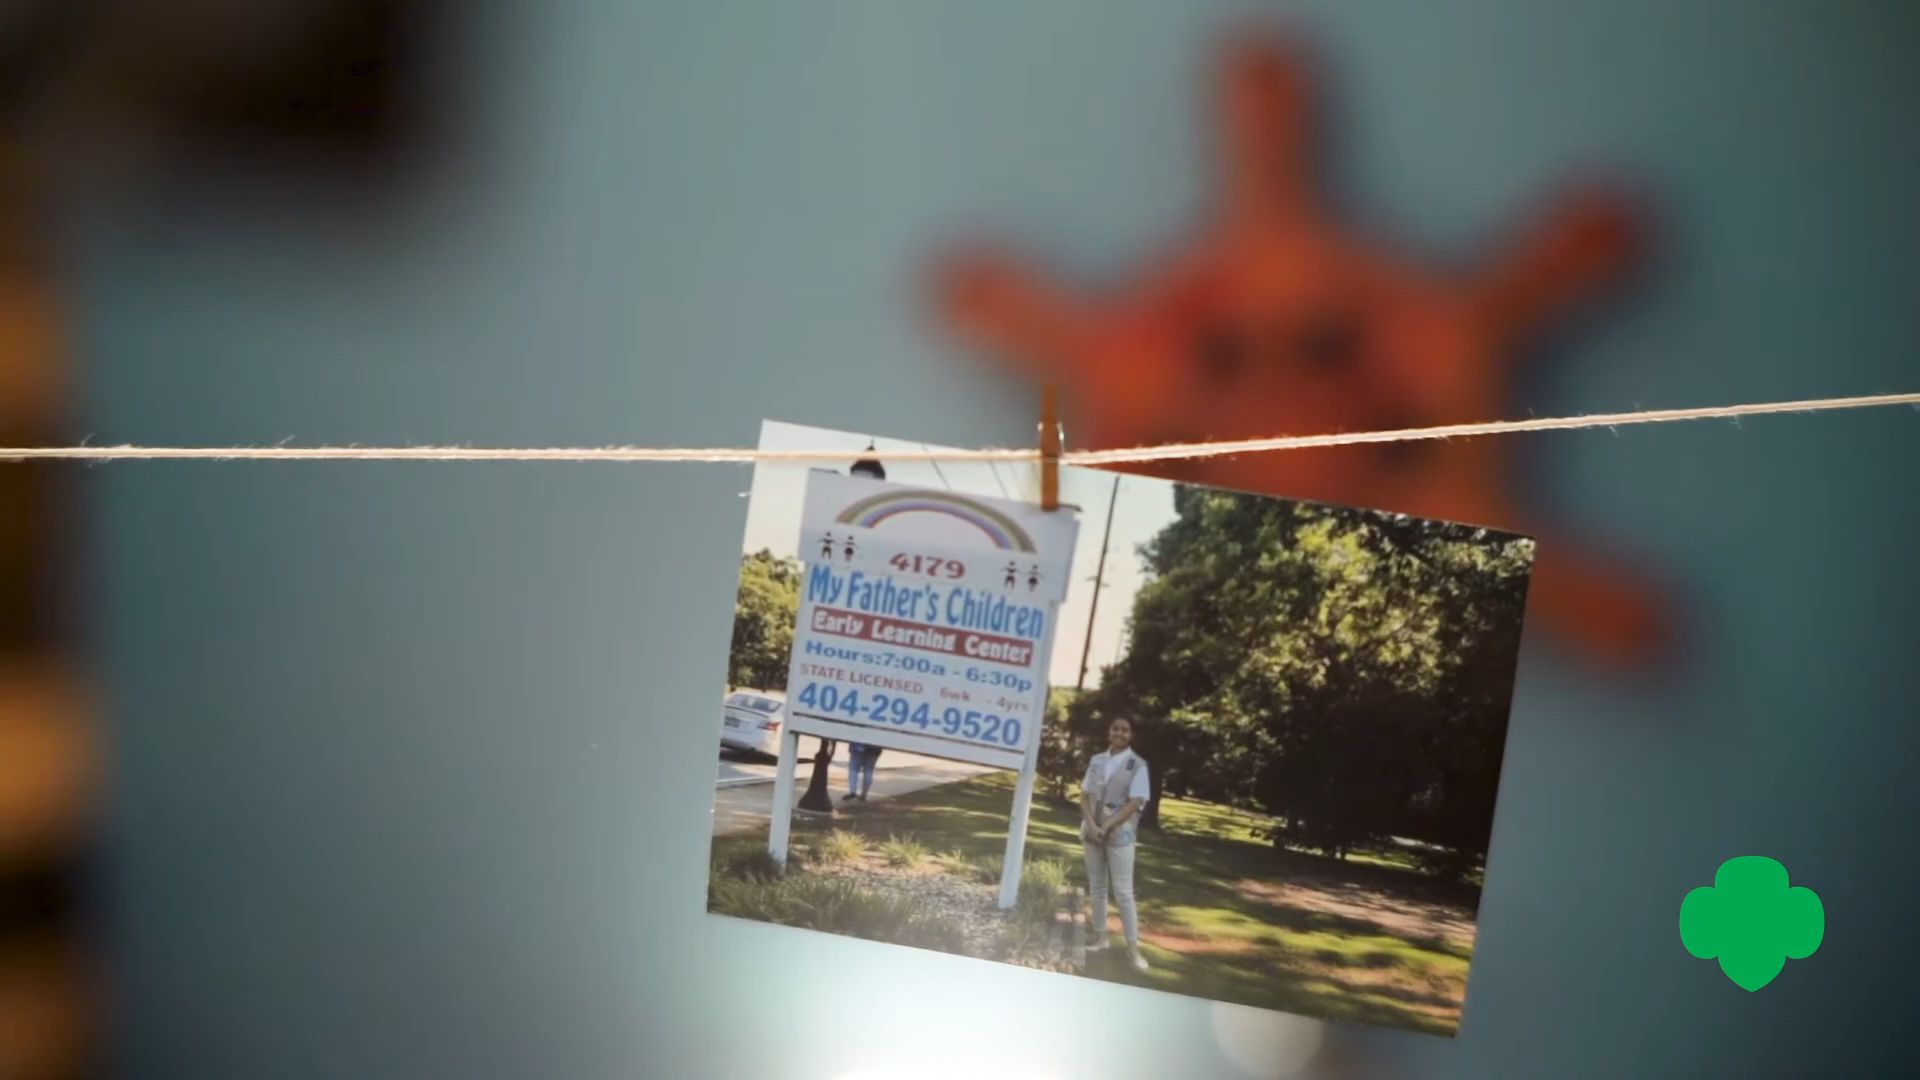 4179
My Father's Children
Early Learning Center
Hours:7:00a - 6:30p
STATE LICENSED 6wk - 4yrs
404-294-9520